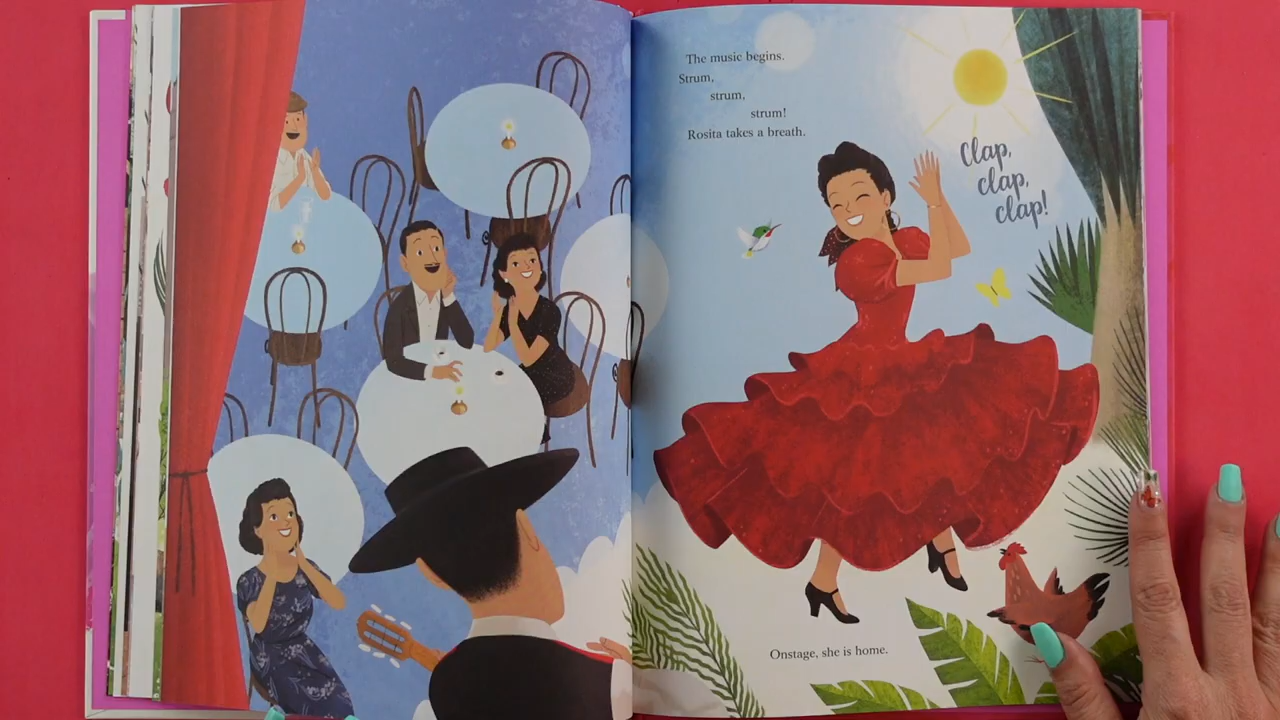 The music begins.
Strum,
strum,
strum!
Rosita takes a breath.
Clap,
clap,
clap!
Onstage, she is home.